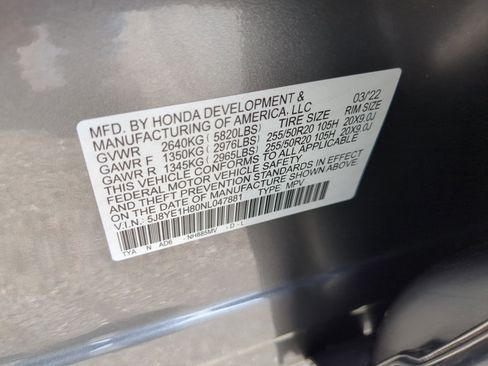 MFD. BY HONDA DEVELOPMENT & 03/22
MANUFACTURING OF AMERICA, LLC
GVWR 2640KG ( 5820LBS) TIRE SIZE RIM SIZE
GAWR F 1350KG ( 2976LBS) 255/50R20 105H 20X9.0J
GAWR R 1345KG ( 2965LBS) 255/50R20 105H 20X9.0J
THIS VEHICLE CONFORMS TO ALL APPLICABLE
FEDERAL MOTOR VEHICLE SAFETY
AND THEFT PREVENTION STANDARDS IN EFFECT ON THE
DATE OF MANUFACTURE SHOWN ABOVE.
V.I.N.: 5J8YE1H80NL047881 TYPE: MPV
TYA N AD6 - NH885MV - D - L